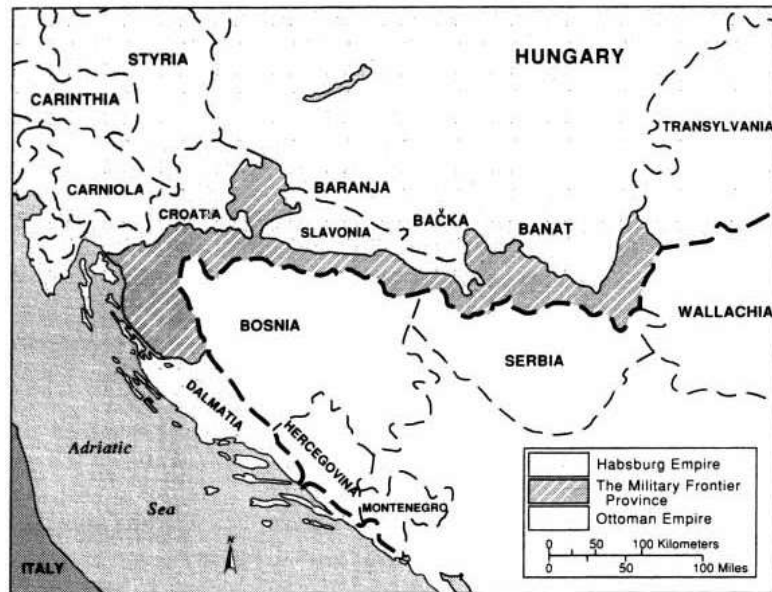 STYRIA
HUNGARY
CARINTHIA
TRANSYLVANIA
CARNIOLA
BARANJA
CROATIA
BAČKA
BANAT
SLAVONIA
BOSNIA
WALLACHIA
SERBIA
DALMATIA
HERCEGOVINA
Adriatic
Sea
MONTENEGRO
N
ITALY
Habsburg Empire
The Military Frontier
Province
Ottoman Empire
0 50 100 Kilometers
0 50 100 Miles